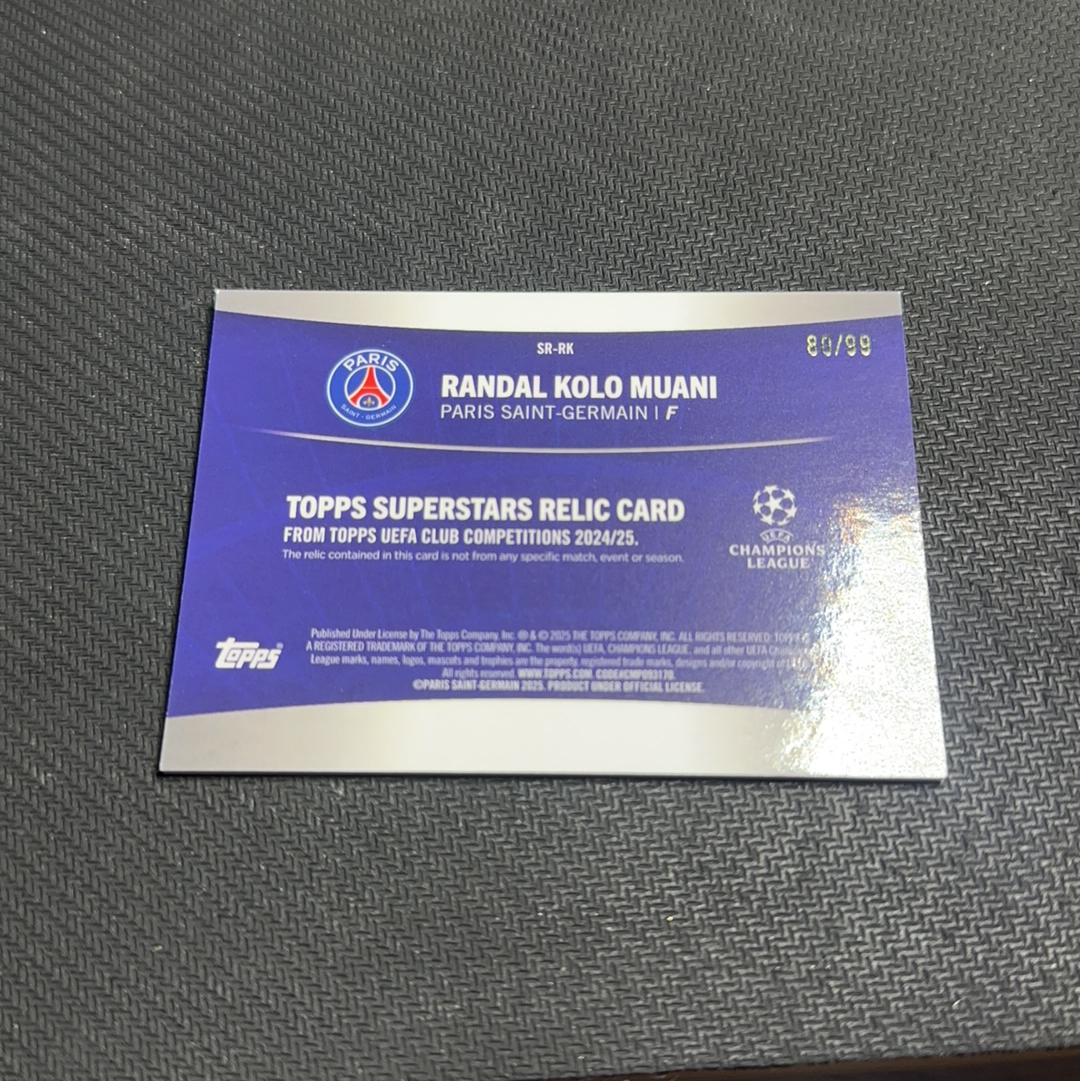 SR-RK
80/99
PARIS
SAINT-GERMAIN
RANDAL KOLO MUANI
PARIS SAINT-GERMAIN | F
TOPPS SUPERSTARS RELIC CARD
FROM TOPPS UEFA CLUB COMPETITIONS 2024/25.
The relic contained in this card is not from any specific match, event or season.
UEFA
CHAMPIONS
LEAGUE
Topps
Published Under License by The Topps Company, Inc. ® & © 2025 THE TOPPS COMPANY, INC. ALL RIGHTS RESERVED: TOPPS IS
A REGISTERED TRADEMARK OF THE TOPPS COMPANY, INC. The word(s) UEFA, CHAMPIONS LEAGUE, and all other UEFA
League marks, names, logos, mascots and trophies are the property, registered trade marks, designs and/or copyright of
All rights reserved. WWW.TOPPS.COM. CODE#CMP093170.
©PARIS SAINT-GERMAIN 2025. PRODUCT UNDER OFFICIAL LICENSE.